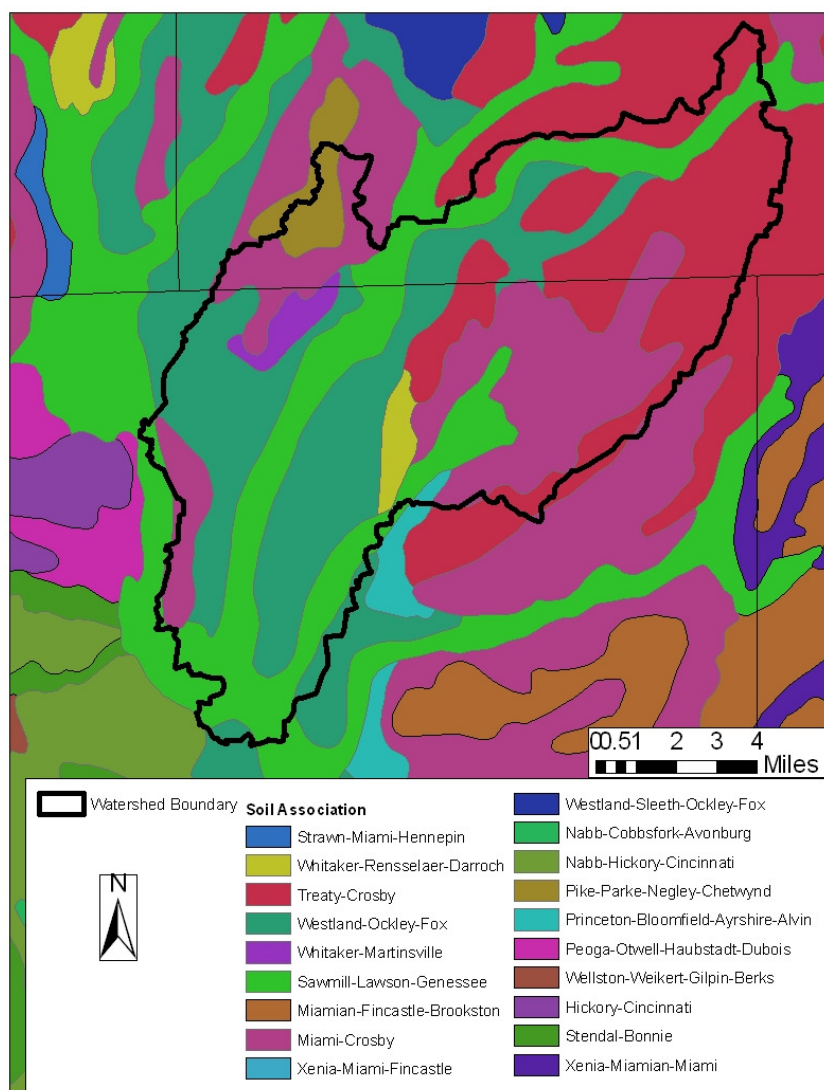 00.51 2 3 4
Miles
Watershed Boundary
N
Soil Association
Strawn-Miami-Hennepin
Whitaker-Rensselaer-Darroch
Treaty-Crosby
Westland-Ockley-Fox
Whitaker-Martinsville
Sawmill-Lawson-Genessee
Miamian-Fincastle-Brookston
Miami-Crosby
Xenia-Miami-Fincastle
Westland-Sleeth-Ockley-Fox
Nabb-Cobbsfork-Avonburg
Nabb-Hickory-Cincinnati
Pike-Parke-Negley-Chetwynd
Princeton-Bloomfield-Ayrshire-Alvin
Peoga-Otwell-Haubstadt-Dubois
Wellston-Weikert-Gilpin-Berks
Hickory-Cincinnati
Stendal-Bonnie
Xenia-Miamian-Miami